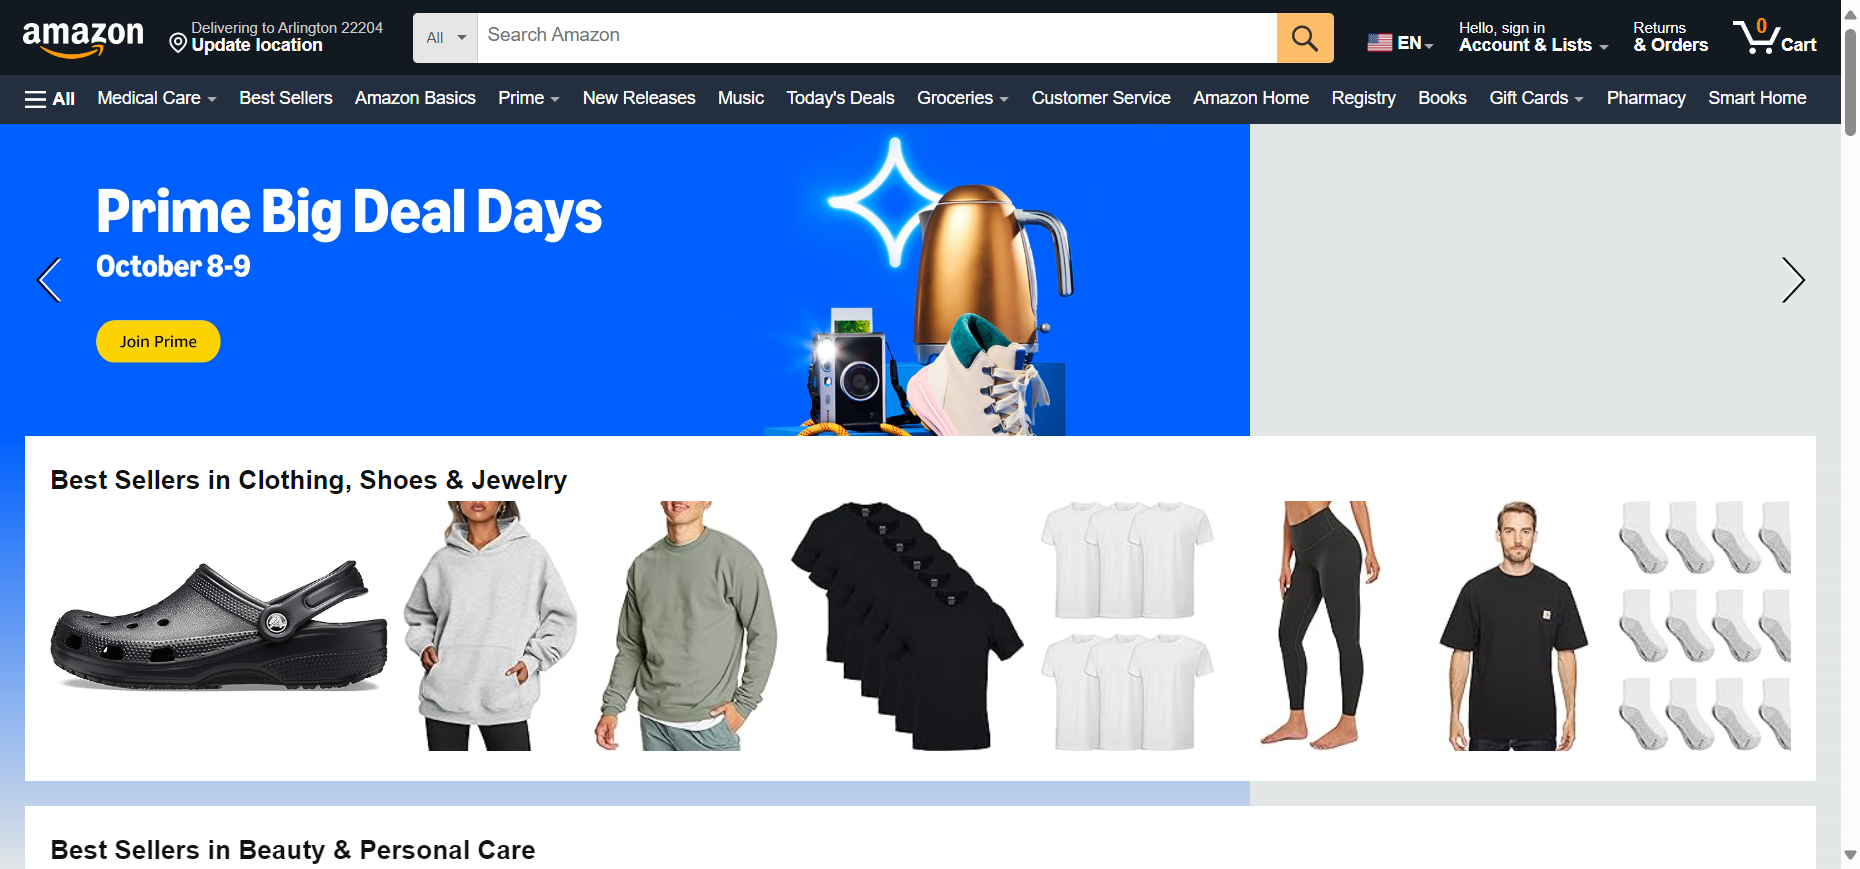 amazon
Delivering to Arlington 22204
Update location
All
Search Amazon
EN
Hello, sign in
Account & Lists
Returns
& Orders
0
Cart
All
Medical Care
Best Sellers
Amazon Basics
Prime
New Releases
Music
Today's Deals
Groceries
Customer Service
Amazon Home
Registry
Books
Gift Cards
Pharmacy
Smart Home
Prime Big Deal Days
October 8-9
Join Prime
Best Sellers in Clothing, Shoes & Jewelry
Best Sellers in Beauty & Personal Care